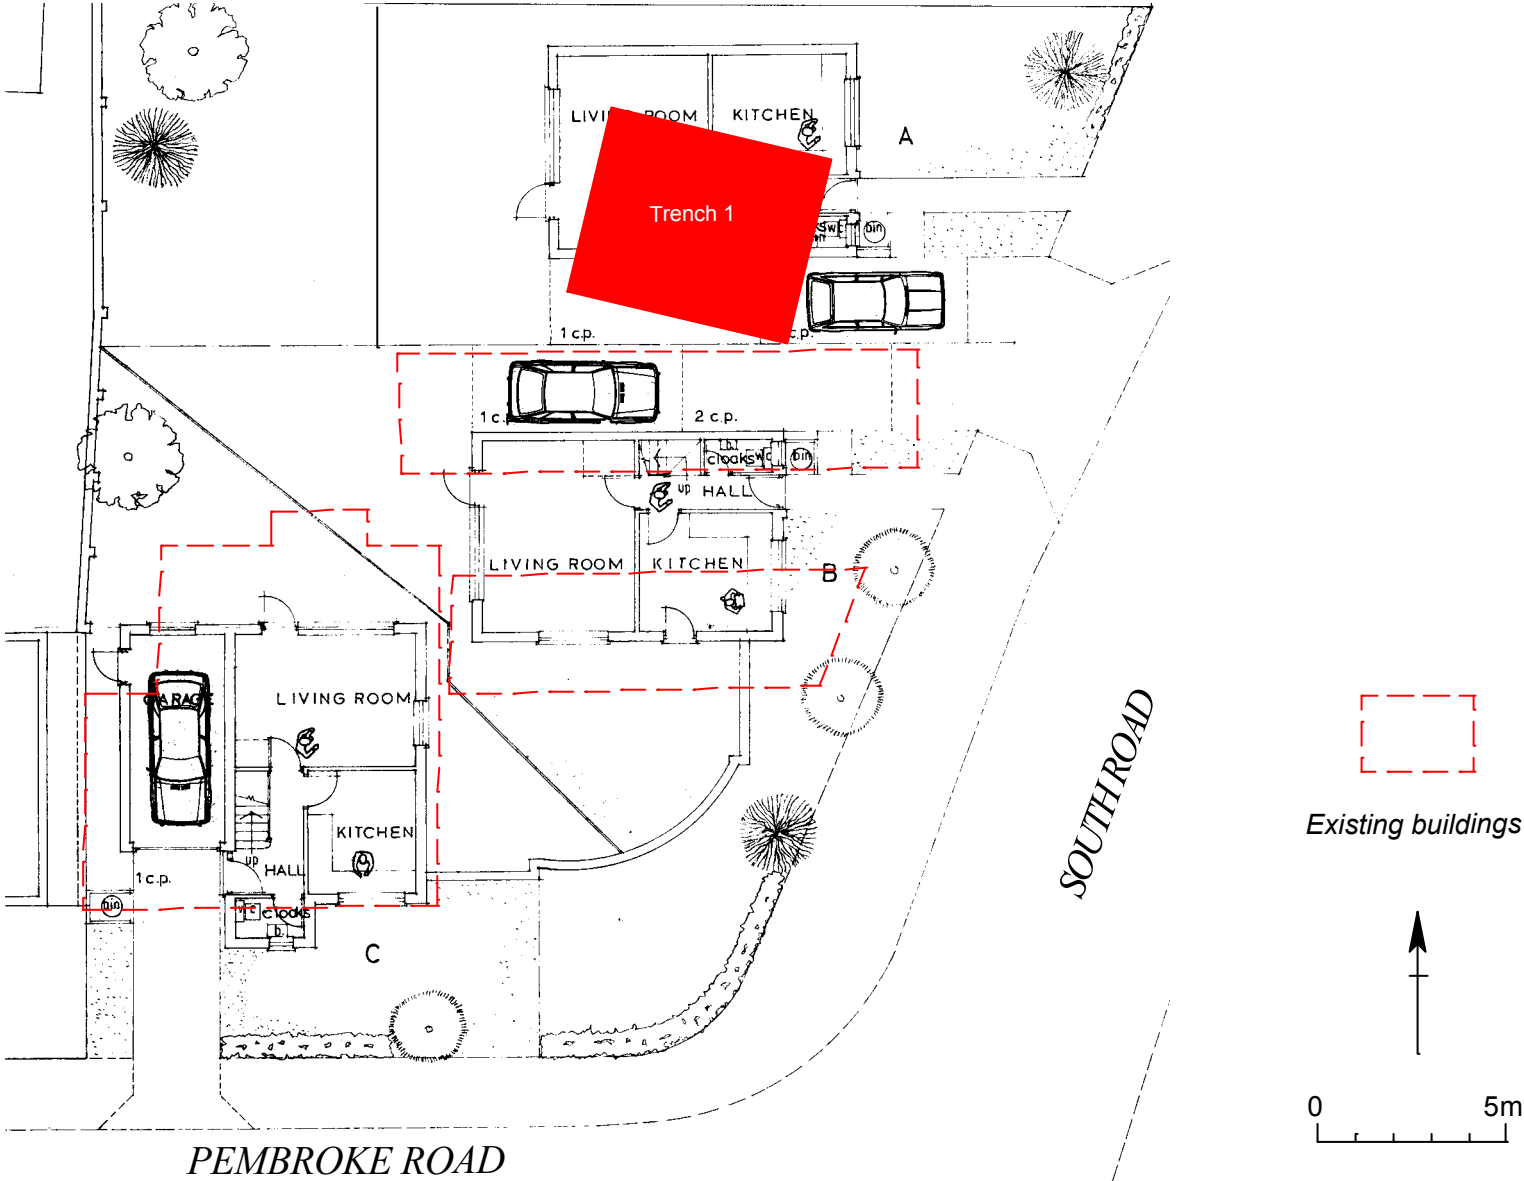 LIVING ROOM
KITCHEN
A
Trench 1
bin
1 c.p.
c.p.
1 c.p.
2 c.p.
b.
cloaks wc
bin
up
HALL
LIVING ROOM
KITCHEN
B
GARAGE
LIVING ROOM
KITCHEN
up
HALL
1 c.p.
bin
cloaks
b.
C
SOUTH ROAD
PEMBROKE ROAD
Existing buildings
0 5m